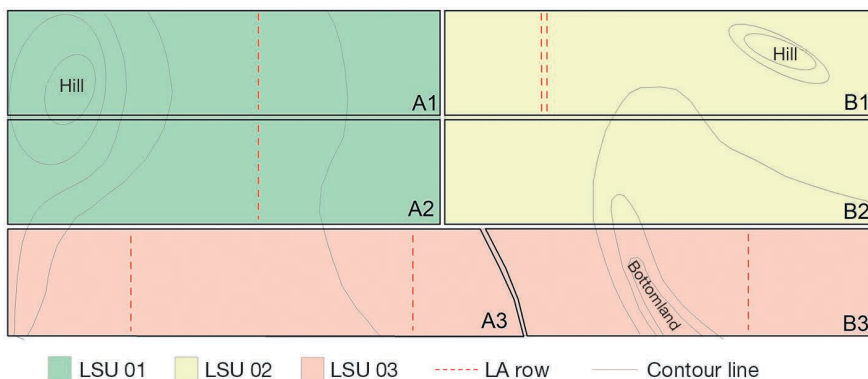 Hill
A1
Hill
B1
A2
B2
A3
Bottomland
B3
LSU 01 LSU 02 LSU 03 LA row Contour line